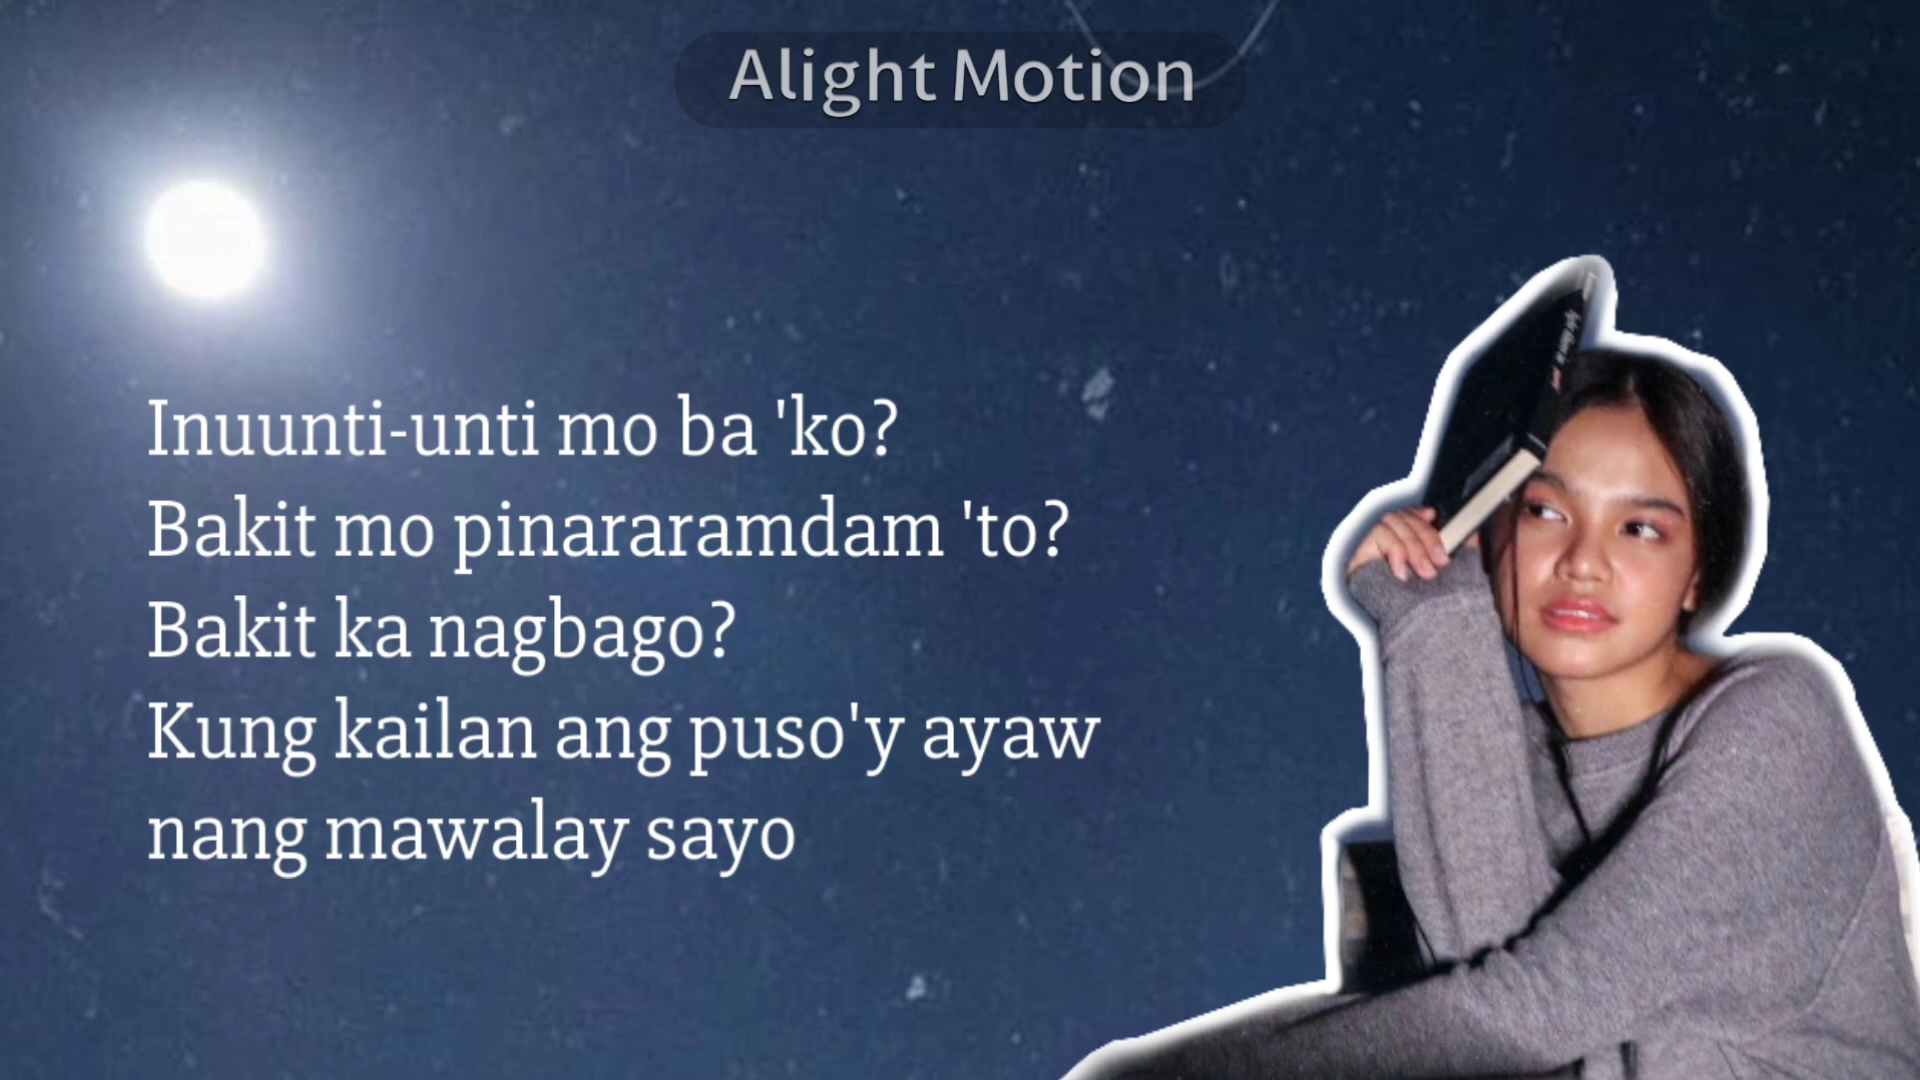 Alight Motion
Inuunti-unti mo ba 'ko?
Bakit mo pinararamdam 'to?
Bakit ka nagbago?
Kung kailan ang puso'y ayaw
nang mawalay sayo